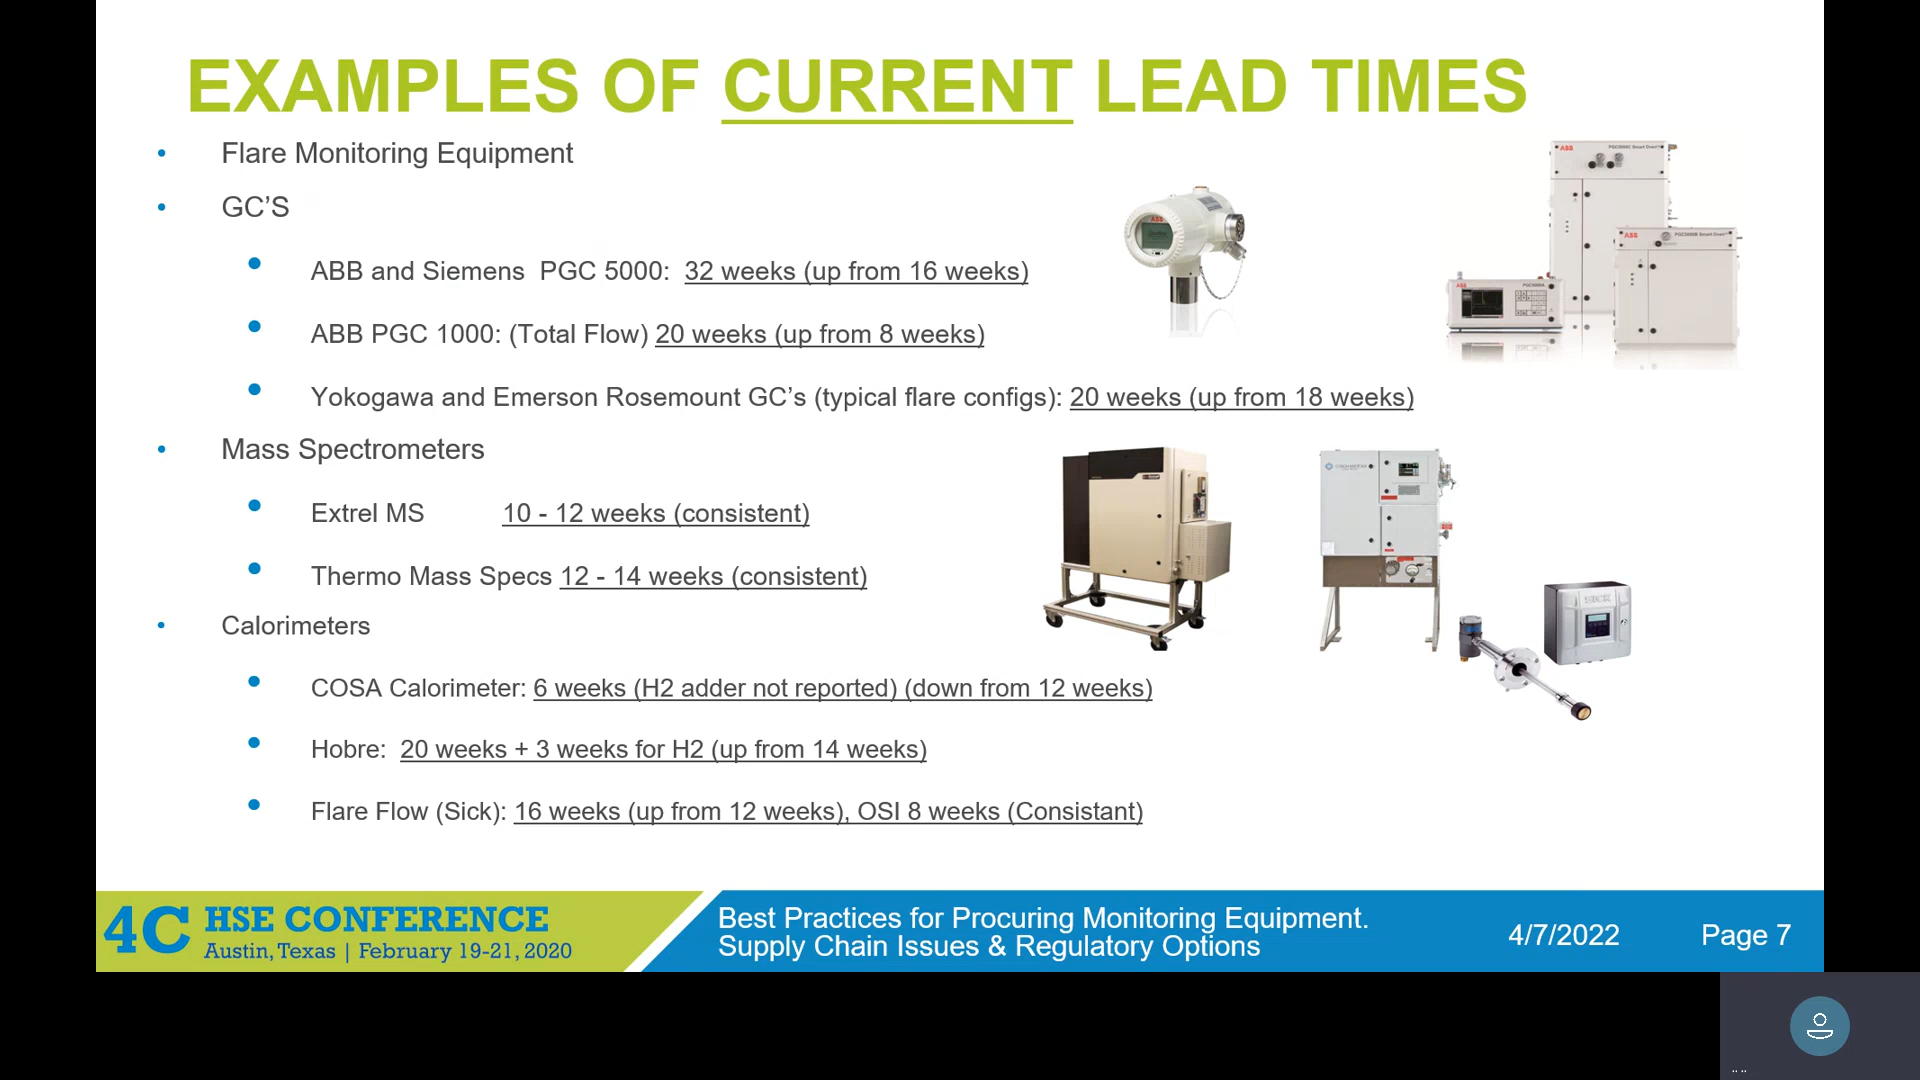 EXAMPLES OF CURRENT LEAD TIMES
• Flare Monitoring Equipment
• GC’S
• ABB and Siemens PGC 5000: 32 weeks (up from 16 weeks)
• ABB PGC 1000: (Total Flow) 20 weeks (up from 8 weeks)
• Yokogawa and Emerson Rosemount GC’s (typical flare configs): 20 weeks (up from 18 weeks)
• Mass Spectrometers
• Extrel MS 10 - 12 weeks (consistent)
• Thermo Mass Specs 12 - 14 weeks (consistent)
• Calorimeters
• COSA Calorimeter: 6 weeks (H2 adder not reported) (down from 12 weeks)
• Hobre: 20 weeks + 3 weeks for H2 (up from 14 weeks)
• Flare Flow (Sick): 16 weeks (up from 12 weeks), OSI 8 weeks (Consistant)
ABB
ABB
ABB
ABB
SICK
4C HSE CONFERENCE
Austin, Texas | February 19-21, 2020
Best Practices for Procuring Monitoring Equipment.
Supply Chain Issues & Regulatory Options
4/7/2022
Page 7